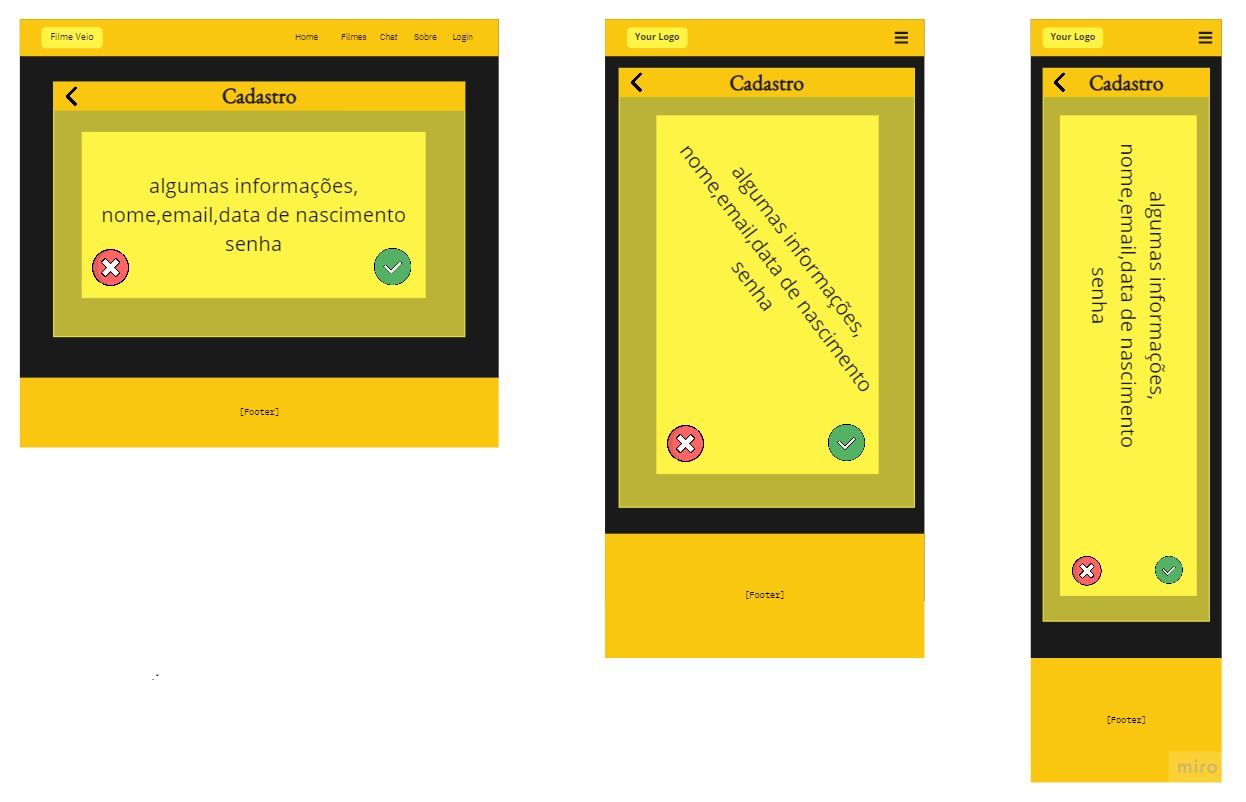 Filme Veio
Home Filmes Chat Sobre Login
Cadastro
algumas informações,
nome,email,data de nascimento
senha
[Footer]
Your Logo
Cadastro
algumas informações,
nome,email,data de nascimento
senha
[Footer]
Your Logo
Cadastro
algumas informações,
nome,email,data de nascimento
senha
[Footer]
miro